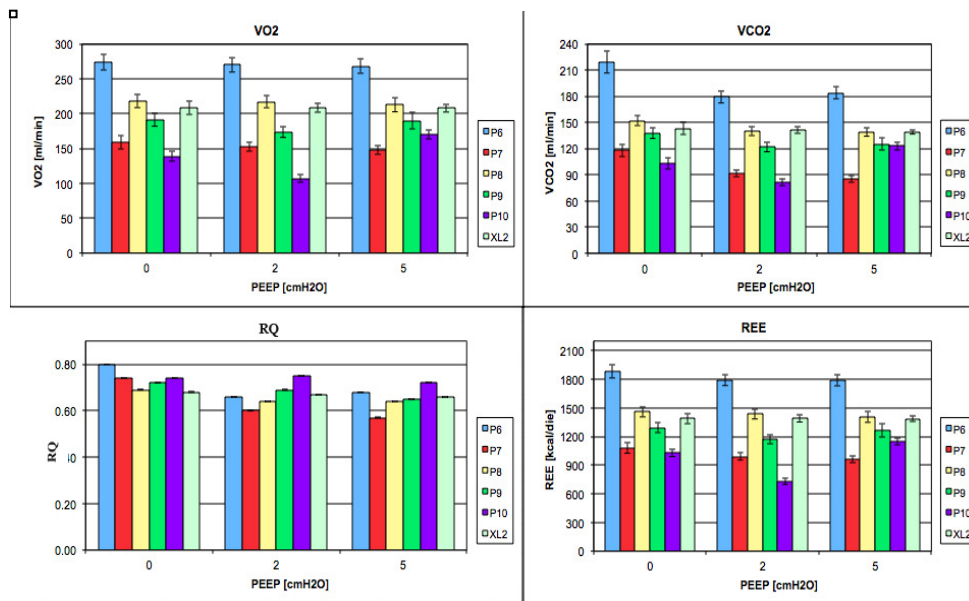 VO2
300
250
200
150
100
50
0
VO2 [ml/min]
0 2 5
PEEP [cmH2O]
P6
P7
P8
P9
P10
XL2
VCO2
240
210
180
150
120
90
60
30
0
VCO2 [ml/min]
0 2 5
PEEP [cmH2O]
P6
P7
P8
P9
P10
XL2
RQ
0.80
0.60
.40
0.20
0.00
RQ
0 2 5
PEEP [cmH2O]
P6
P7
P8
P9
P10
XL2
REE
2100
1800
1500
1200
900
600
300
0
REE [kcal/die]
0 2 5
PEEP [cmH2O]
P6
P7
P8
P9
P10
XL2